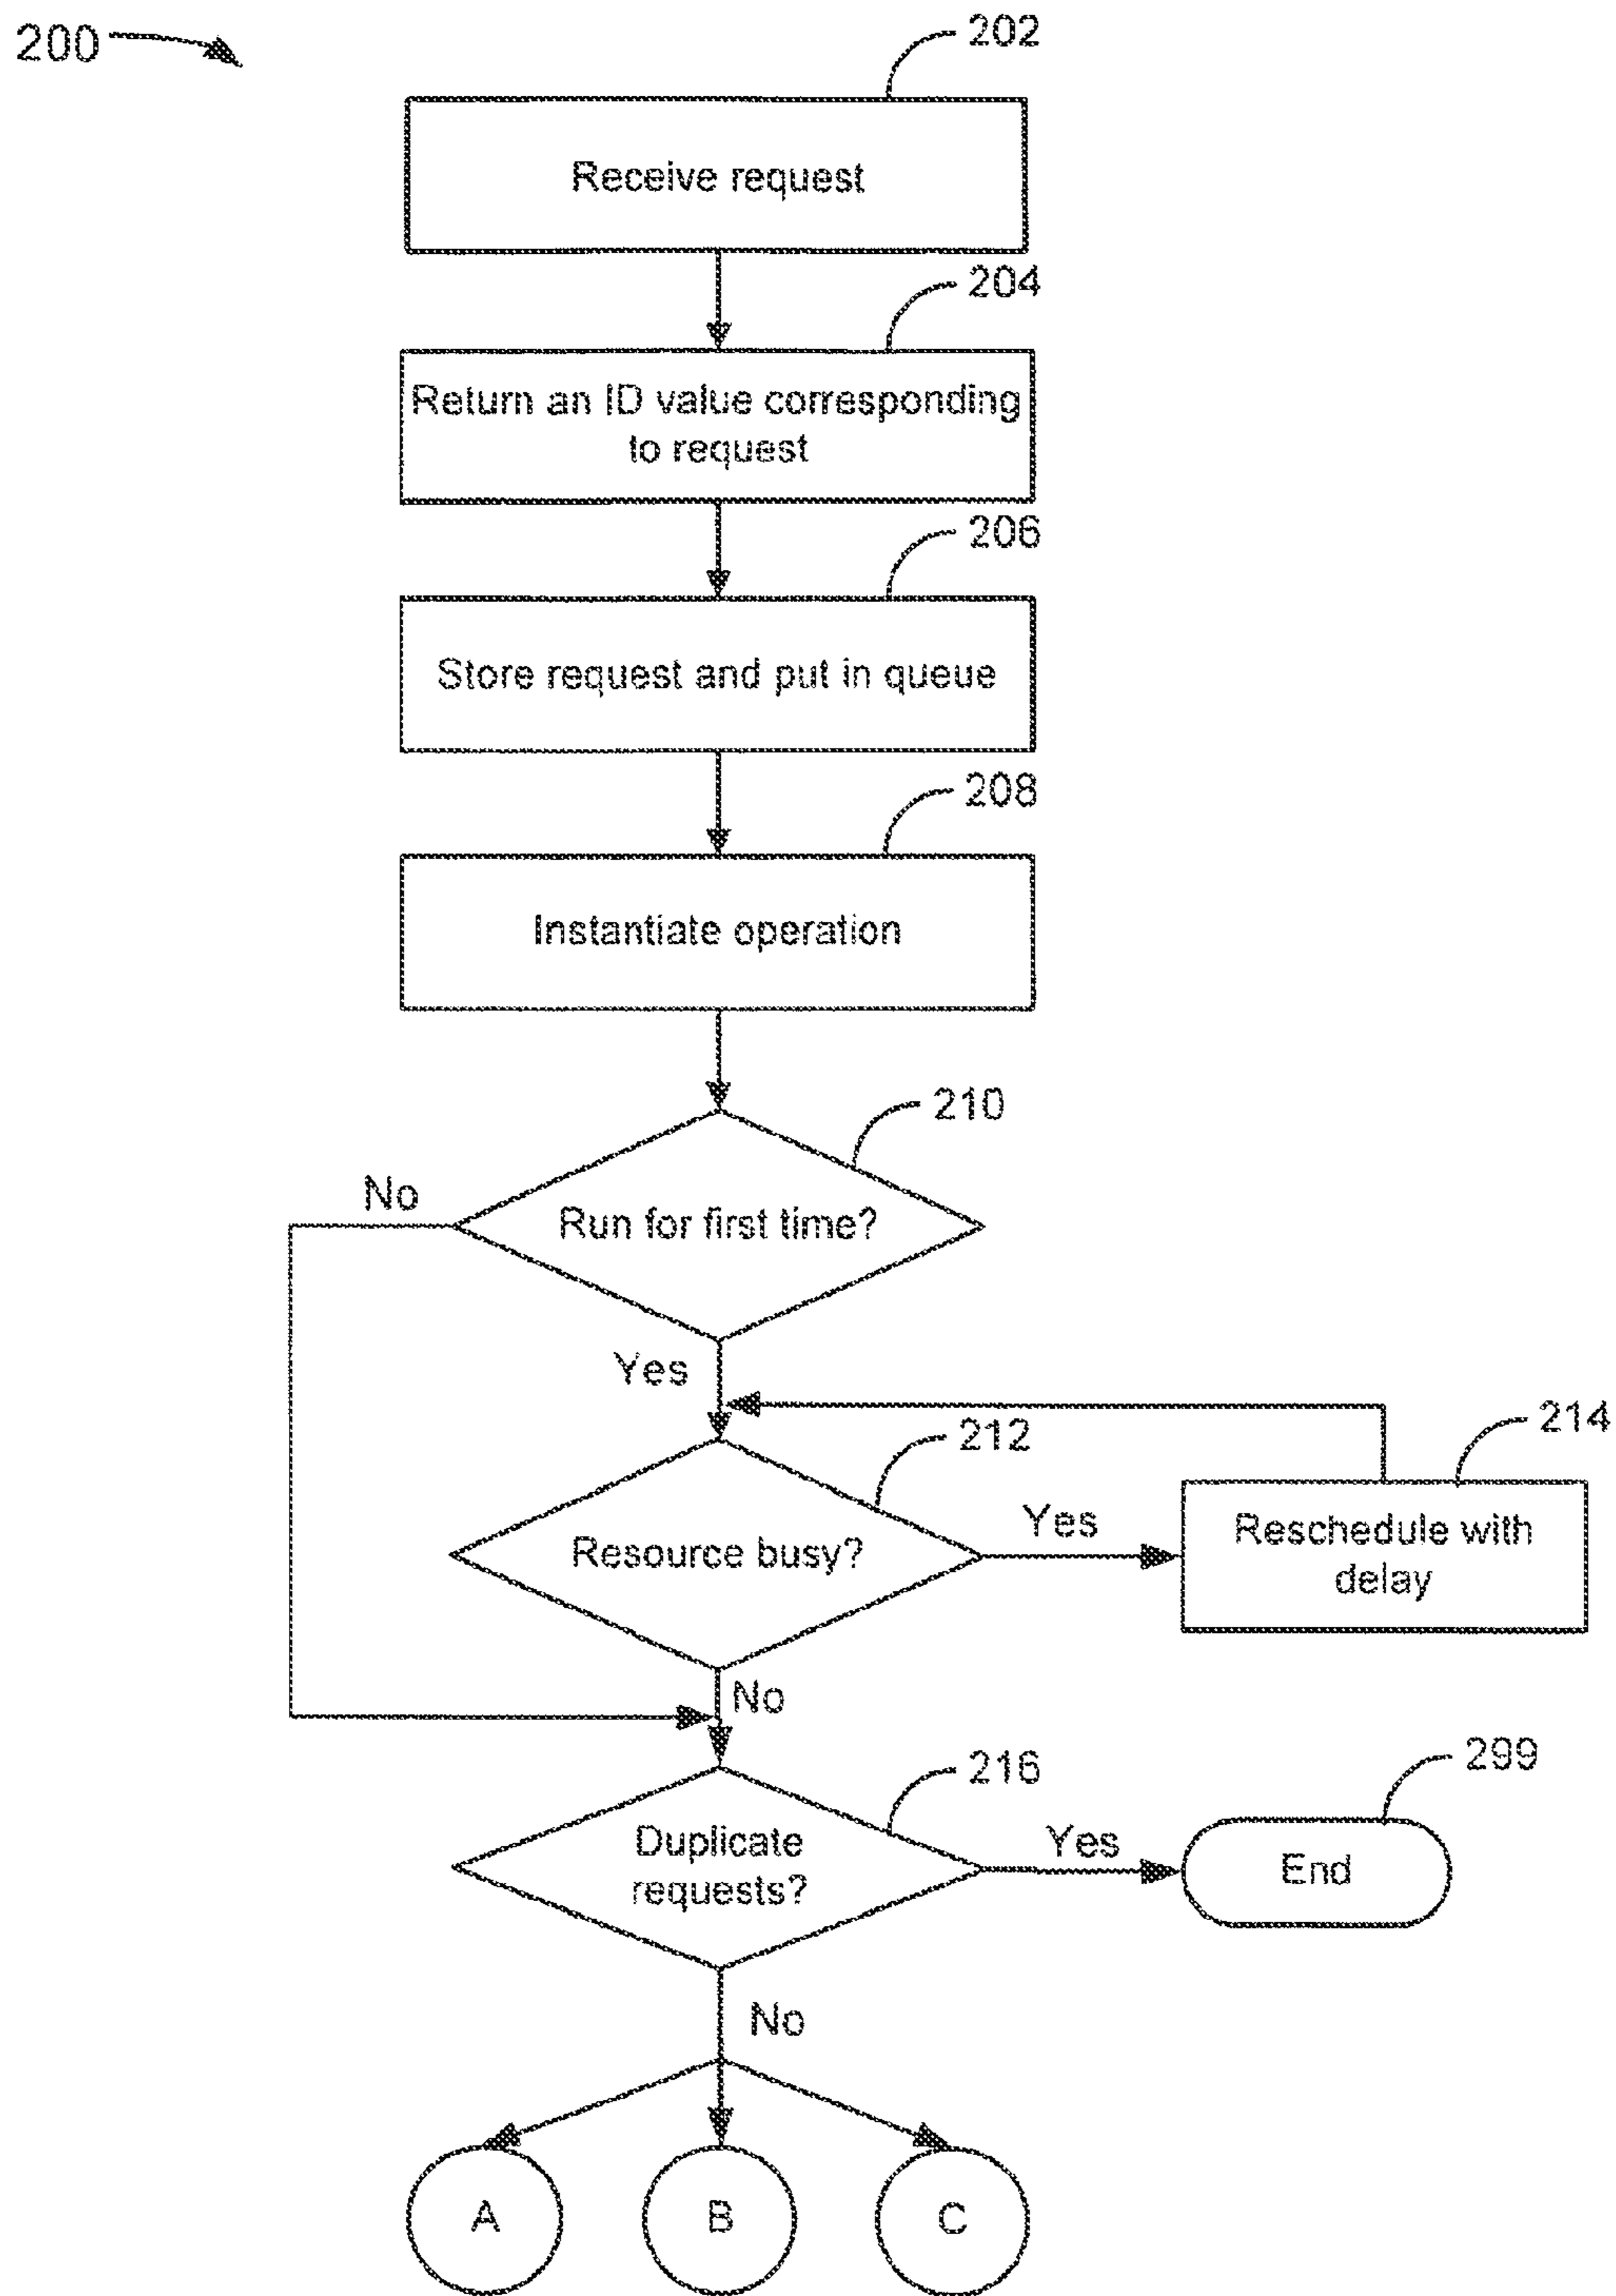 200
202
Receive request
204
Return an ID value corresponding
to request
206
Store request and put in queue
208
Instantiate operation
210
No
Run for first time?
Yes
212
214
Resource busy?
Yes
Reschedule with
delay
No
216
299
Duplicate
requests?
Yes
End
No
A
B
C